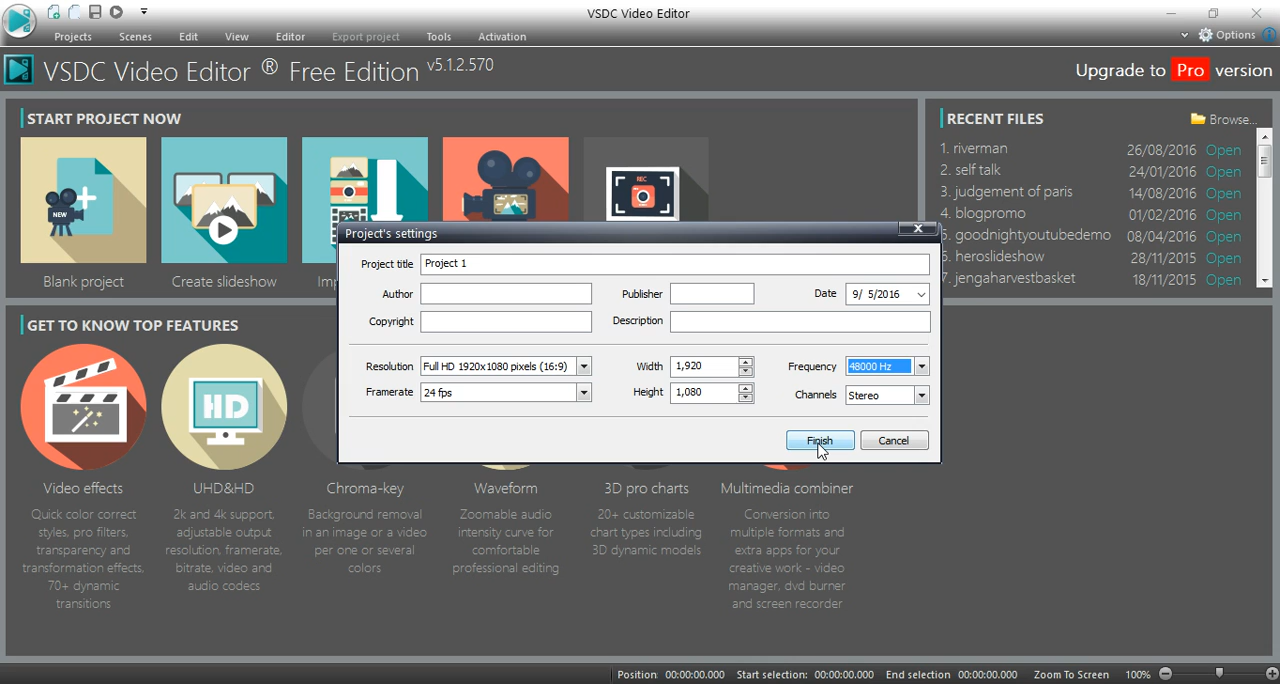 VSDC Video Editor
Projects Scenes Edit View Editor Export project Tools Activation
Options
VSDC Video Editor ® Free Edition v5.1.2.570
Upgrade to Pro version
START PROJECT NOW
NEW
REC
Blank project
Create slideshow
RECENT FILES
Browse...
1. riverman 26/08/2016 Open
2. self talk 24/01/2016 Open
3. judgement of paris 14/08/2016 Open
4. blogpromo 01/02/2016 Open
5. goodnightyoutubedemo 08/04/2016 Open
6. heroslideshow 28/11/2015 Open
7. jengaharvestbasket 18/11/2015 Open
Project's settings
Project title Project 1
Author Publisher Date 9/ 5/2016
Copyright Description
Resolution Full HD 1920x1080 pixels (16:9) Width 1,920 Frequency 48000 Hz
Framerate 24 fps Height 1,080 Channels Stereo
Finish Cancel
GET TO KNOW TOP FEATURES
HD
Video effects
Quick color correct
styles, pro filters,
transparency and
transformation effects,
70+ dynamic
transitions
UHD&HD
2k and 4k support,
adjustable output
resolution, framerate,
bitrate, video and
audio codecs
Chroma-key
Background removal
in an image or a video
per one or several
colors
Waveform
Zoomable audio
intensity curve for
comfortable
professional editing
3D pro charts
20+ customizable
chart types including
3D dynamic models
Multimedia combiner
Conversion into
multiple formats and
extra apps for your
creative work - video
manager, dvd burner
and screen recorder
Position: 00:00:00.000 Start selection: 00:00:00.000 End selection 00:00:00.000 Zoom To Screen 100%